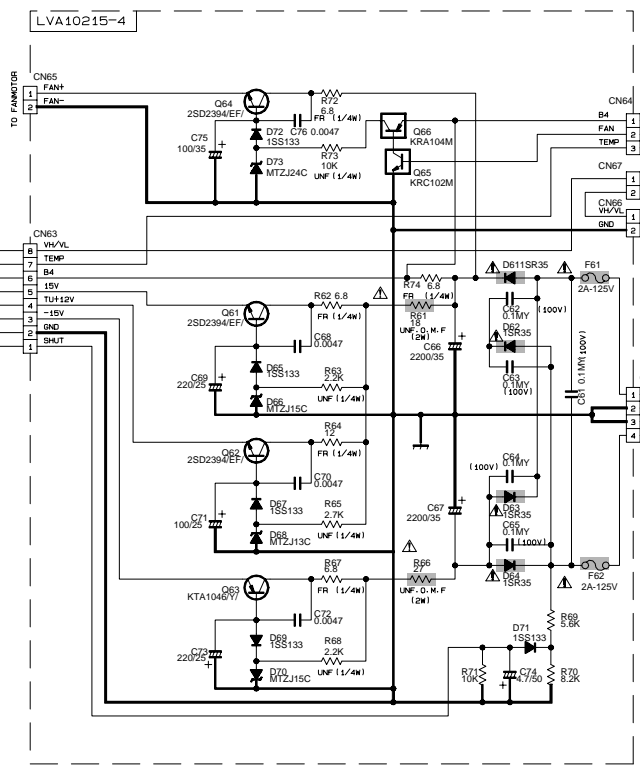 LVA10215-4
TO FANMOTOR
CN65
1 FAN+
2 FAN-
Q64
2SD2394/EF/
R72
6.8
FR (1/4W)
D72
1SS133
C76 0.0047
C75
100/35
D73
MTZJ24C
R73
10K
UNF (1/4W)
Q66
KRA104M
Q65
KRC102M
CN64
B4 1
FAN 2
TEMP 3
CN67
1
2
CN66
VH/VL 1
GND 2
CN63
8 VH/VL
7 TEMP
6 B4
5 15V
4 TU+12V
3 -15V
2 GND
1 SHUT
Q61
2SD2394/EF/
R62 6.8
FR (1/4W)
C68
0.0047
D65
1SS133
R63
2.2K
UNF (1/4W)
C69
220/25
D66
MTZJ15C
R74 6.8
FR (1/4W)
R61
18
UNF.O.M.F
(2W)
C66
2200/35
D611SR35
C62
0.1MY
(100V)
D62
1SR35
C63
0.1MY
(100V)
C61 0.1MY(100V)
F61
2A-125V
1
2
3
4
R64
12
FR (1/4W)
Q62
2SD2394/EF/
C70
0.0047
D67
1SS133
R65
2.7K
UNF (1/4W)
C71
100/25
D68
MTZJ13C
C67
2200/35
C64
0.1MY
(100V)
D63
1SR35
C65
0.1MY
(100V)
D64
1SR35
F62
2A-125V
R67
6.8
FR (1/4W)
Q63
KTA1046/Y/
C72
0.0047
D69
1SS133
R68
2.2K
UNF (1/4W)
C73
220/25
D70
MTZJ15C
R66
27
UNF.O.M.F
(2W)
R69
5.6K
D71
1SS133
R71
10K
C74
4.7/50
R70
8.2K